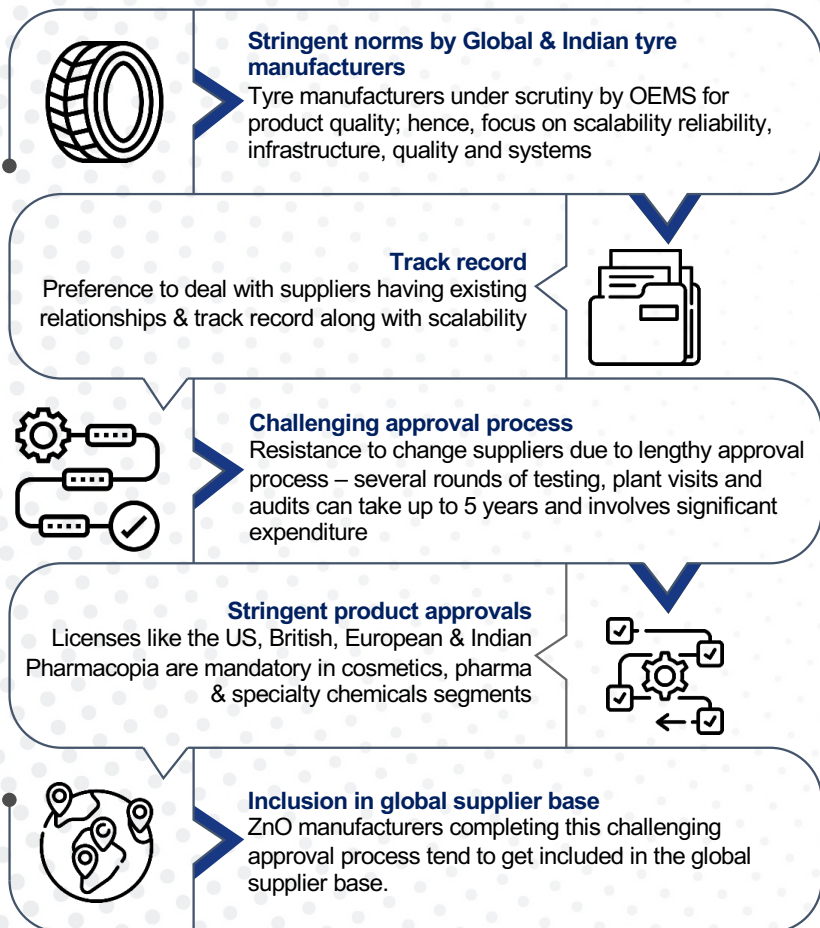 Stringent norms by Global & Indian tyre
manufacturers
Tyre manufacturers under scrutiny by OEMS for
product quality; hence, focus on scalability reliability,
infrastructure, quality and systems
Track record
Preference to deal with suppliers having existing
relationships & track record along with scalability
Challenging approval process
Resistance to change suppliers due to lengthy approval
process – several rounds of testing, plant visits and
audits can take up to 5 years and involves significant
expenditure
Stringent product approvals
Licenses like the US, British, European & Indian
Pharmacopia are mandatory in cosmetics, pharma
& specialty chemicals segments
Inclusion in global supplier base
ZnO manufacturers completing this challenging
approval process tend to get included in the global
supplier base.